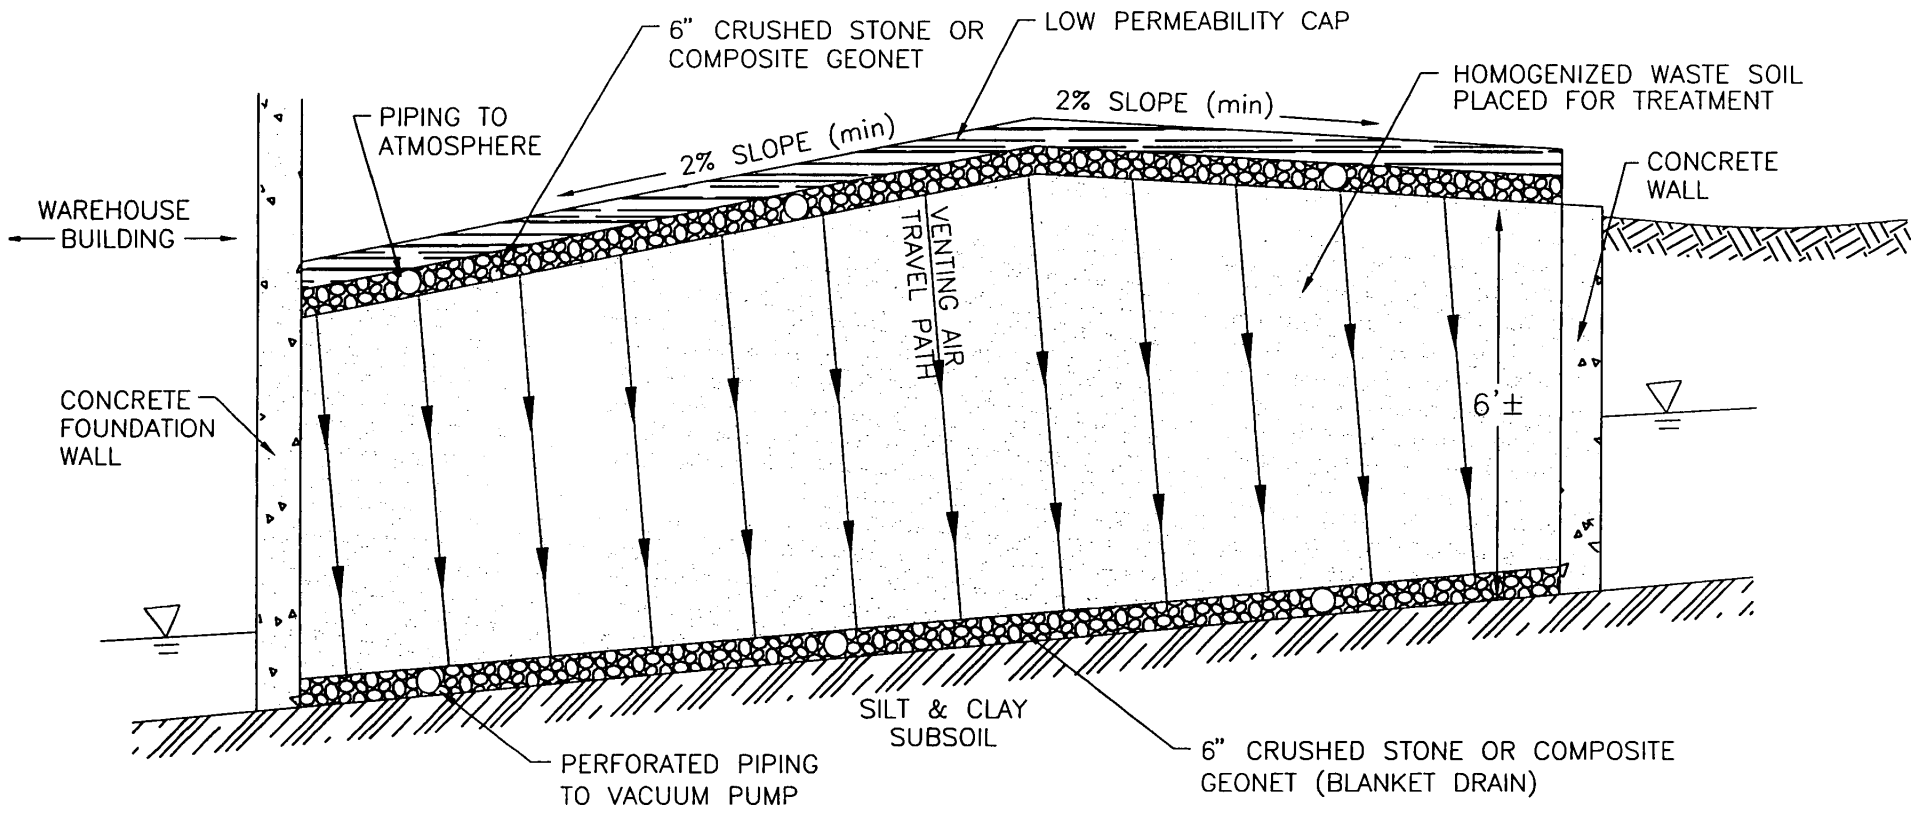 6" CRUSHED STONE OR
COMPOSITE GEONET
LOW PERMEABILITY CAP
HOMOGENIZED WASTE SOIL
PLACED FOR TREATMENT
PIPING TO
ATMOSPHERE
2% SLOPE (min)
2% SLOPE (min)
CONCRETE
WALL
WAREHOUSE
BUILDING
VENTING AIR
TRAVEL PATH
6'±
CONCRETE
FOUNDATION
WALL
SILT & CLAY
SUBSOIL
PERFORATED PIPING
TO VACUUM PUMP
6" CRUSHED STONE OR COMPOSITE
GEONET (BLANKET DRAIN)